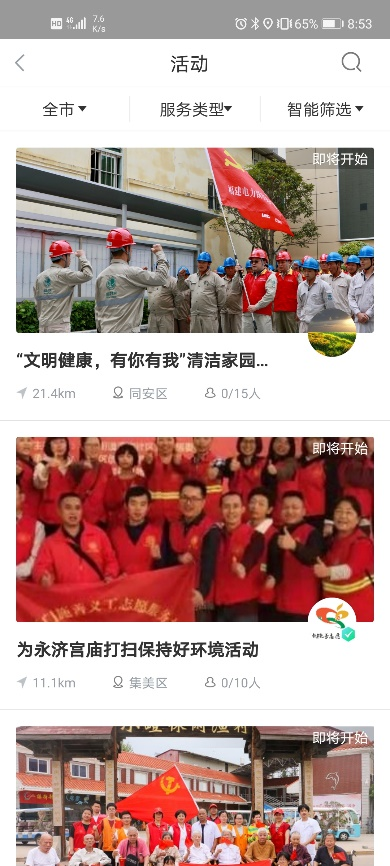 HD 4G 7.6 K/s 65% 8:53
活动
全市 服务类型 智能筛选
即将开始
“文明健康，有你有我”清洁家园...
21.4km 同安区 0/15人
即将开始
为永济宫庙打扫保持好环境活动
11.1km 集美区 0/10人
即将开始